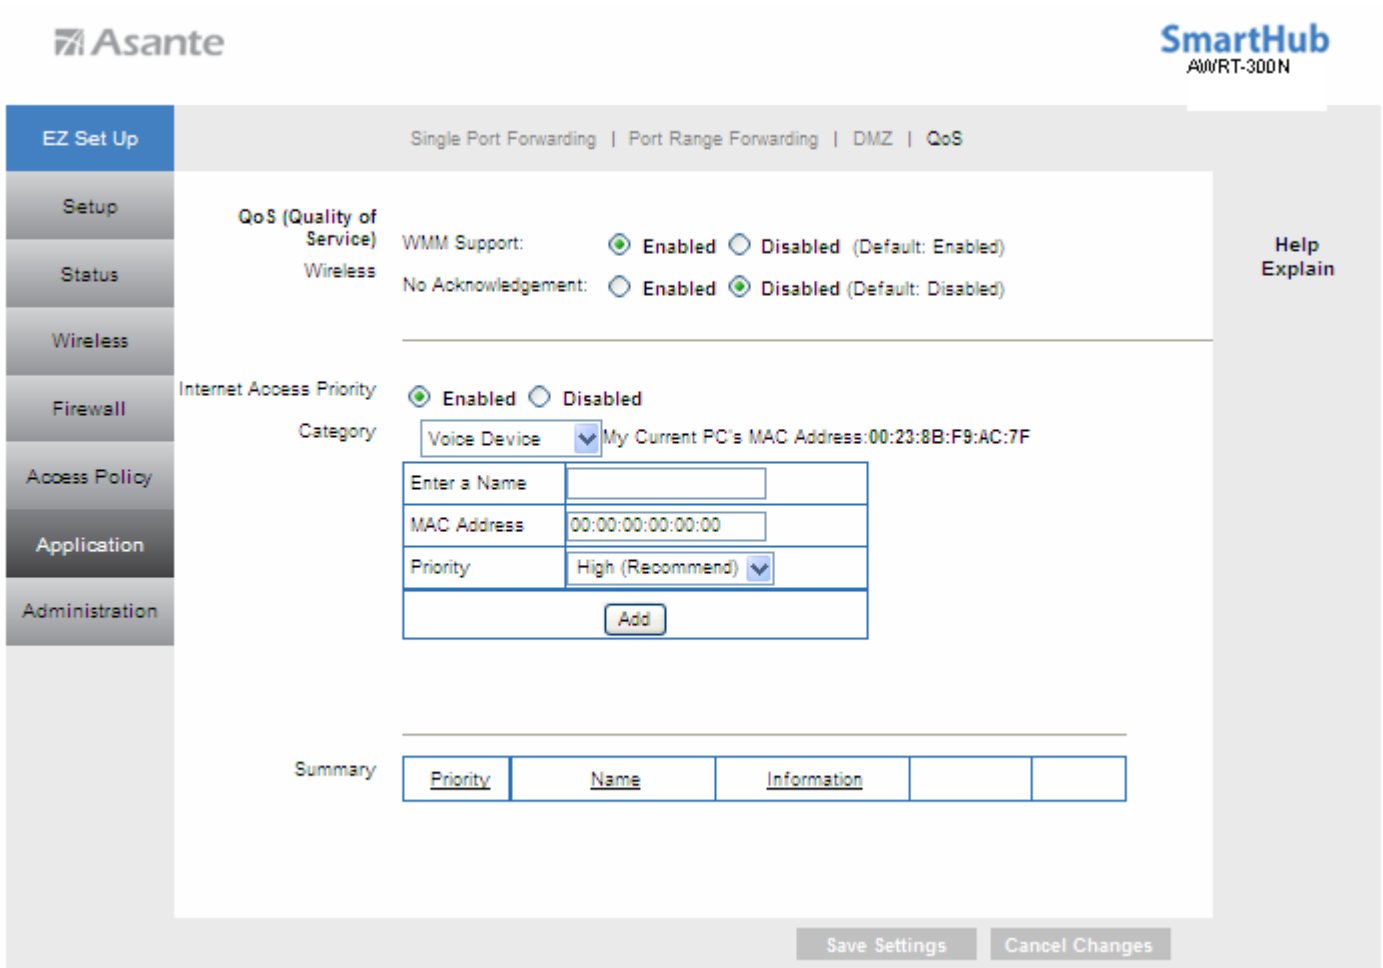 Asante
SmartHub
AWRT-300N
EZ Set Up
Single Port Forwarding | Port Range Forwarding | DMZ | QoS
Setup
Status
Wireless
Firewall
Access Policy
Application
Administration
QoS (Quality of
Service)
Wireless
WMM Support: Enabled Disabled (Default: Enabled)
No Acknowledgement: Enabled Disabled (Default: Disabled)
Help
Explain
Internet Access Priority Enabled Disabled
Category Voice Device My Current PC's MAC Address:00:23:8B:F9:AC:7F
Enter a Name
MAC Address 00:00:00:00:00:00
Priority High (Recommend)
Add
Summary Priority Name Information
Save Settings Cancel Changes